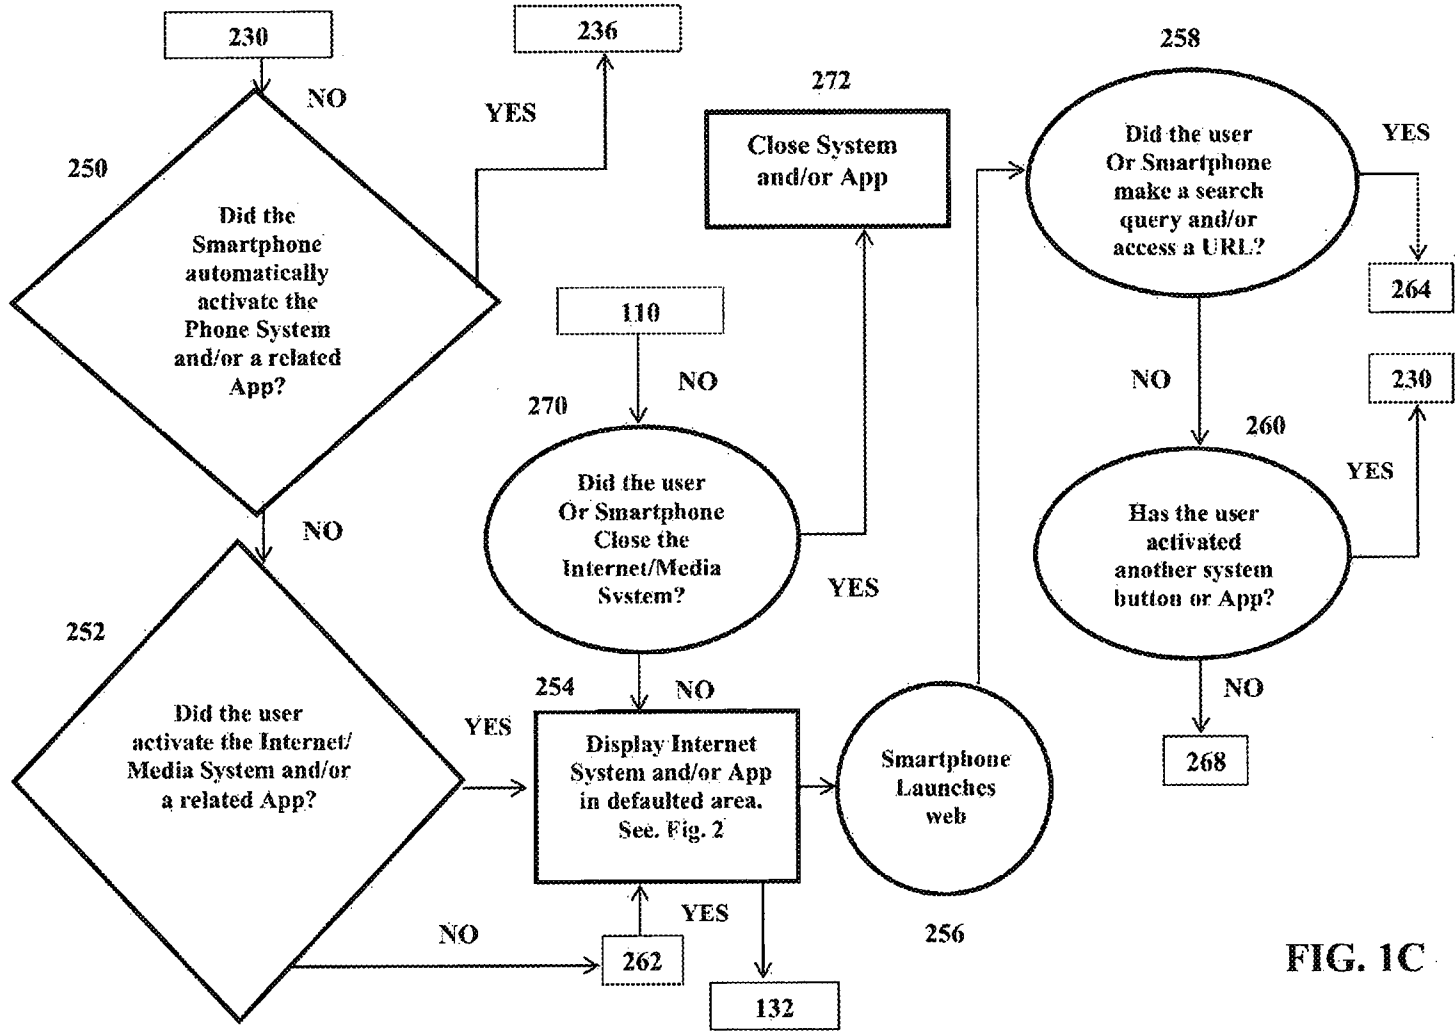 230
NO
236
YES
250
Did the
Smartphone
automatically
activate the
Phone System
and/or a related
App?
NO
252
Did the user
activate the Internet/
Media System and/or
a related App?
YES
NO
272
Close System
and/or App
110
NO
270
Did the user
Or Smartphone
Close the
Internet/Media
System?
YES
NO
254
Display Internet
System and/or App
in defaulted area.
See. Fig. 2
YES
262
132
Smartphone
Launches
web
256
258
Did the user
Or Smartphone
make a search
query and/or
access a URL?
YES
264
NO
230
260
YES
Has the user
activated
another system
button or App?
NO
268
FIG. 1C